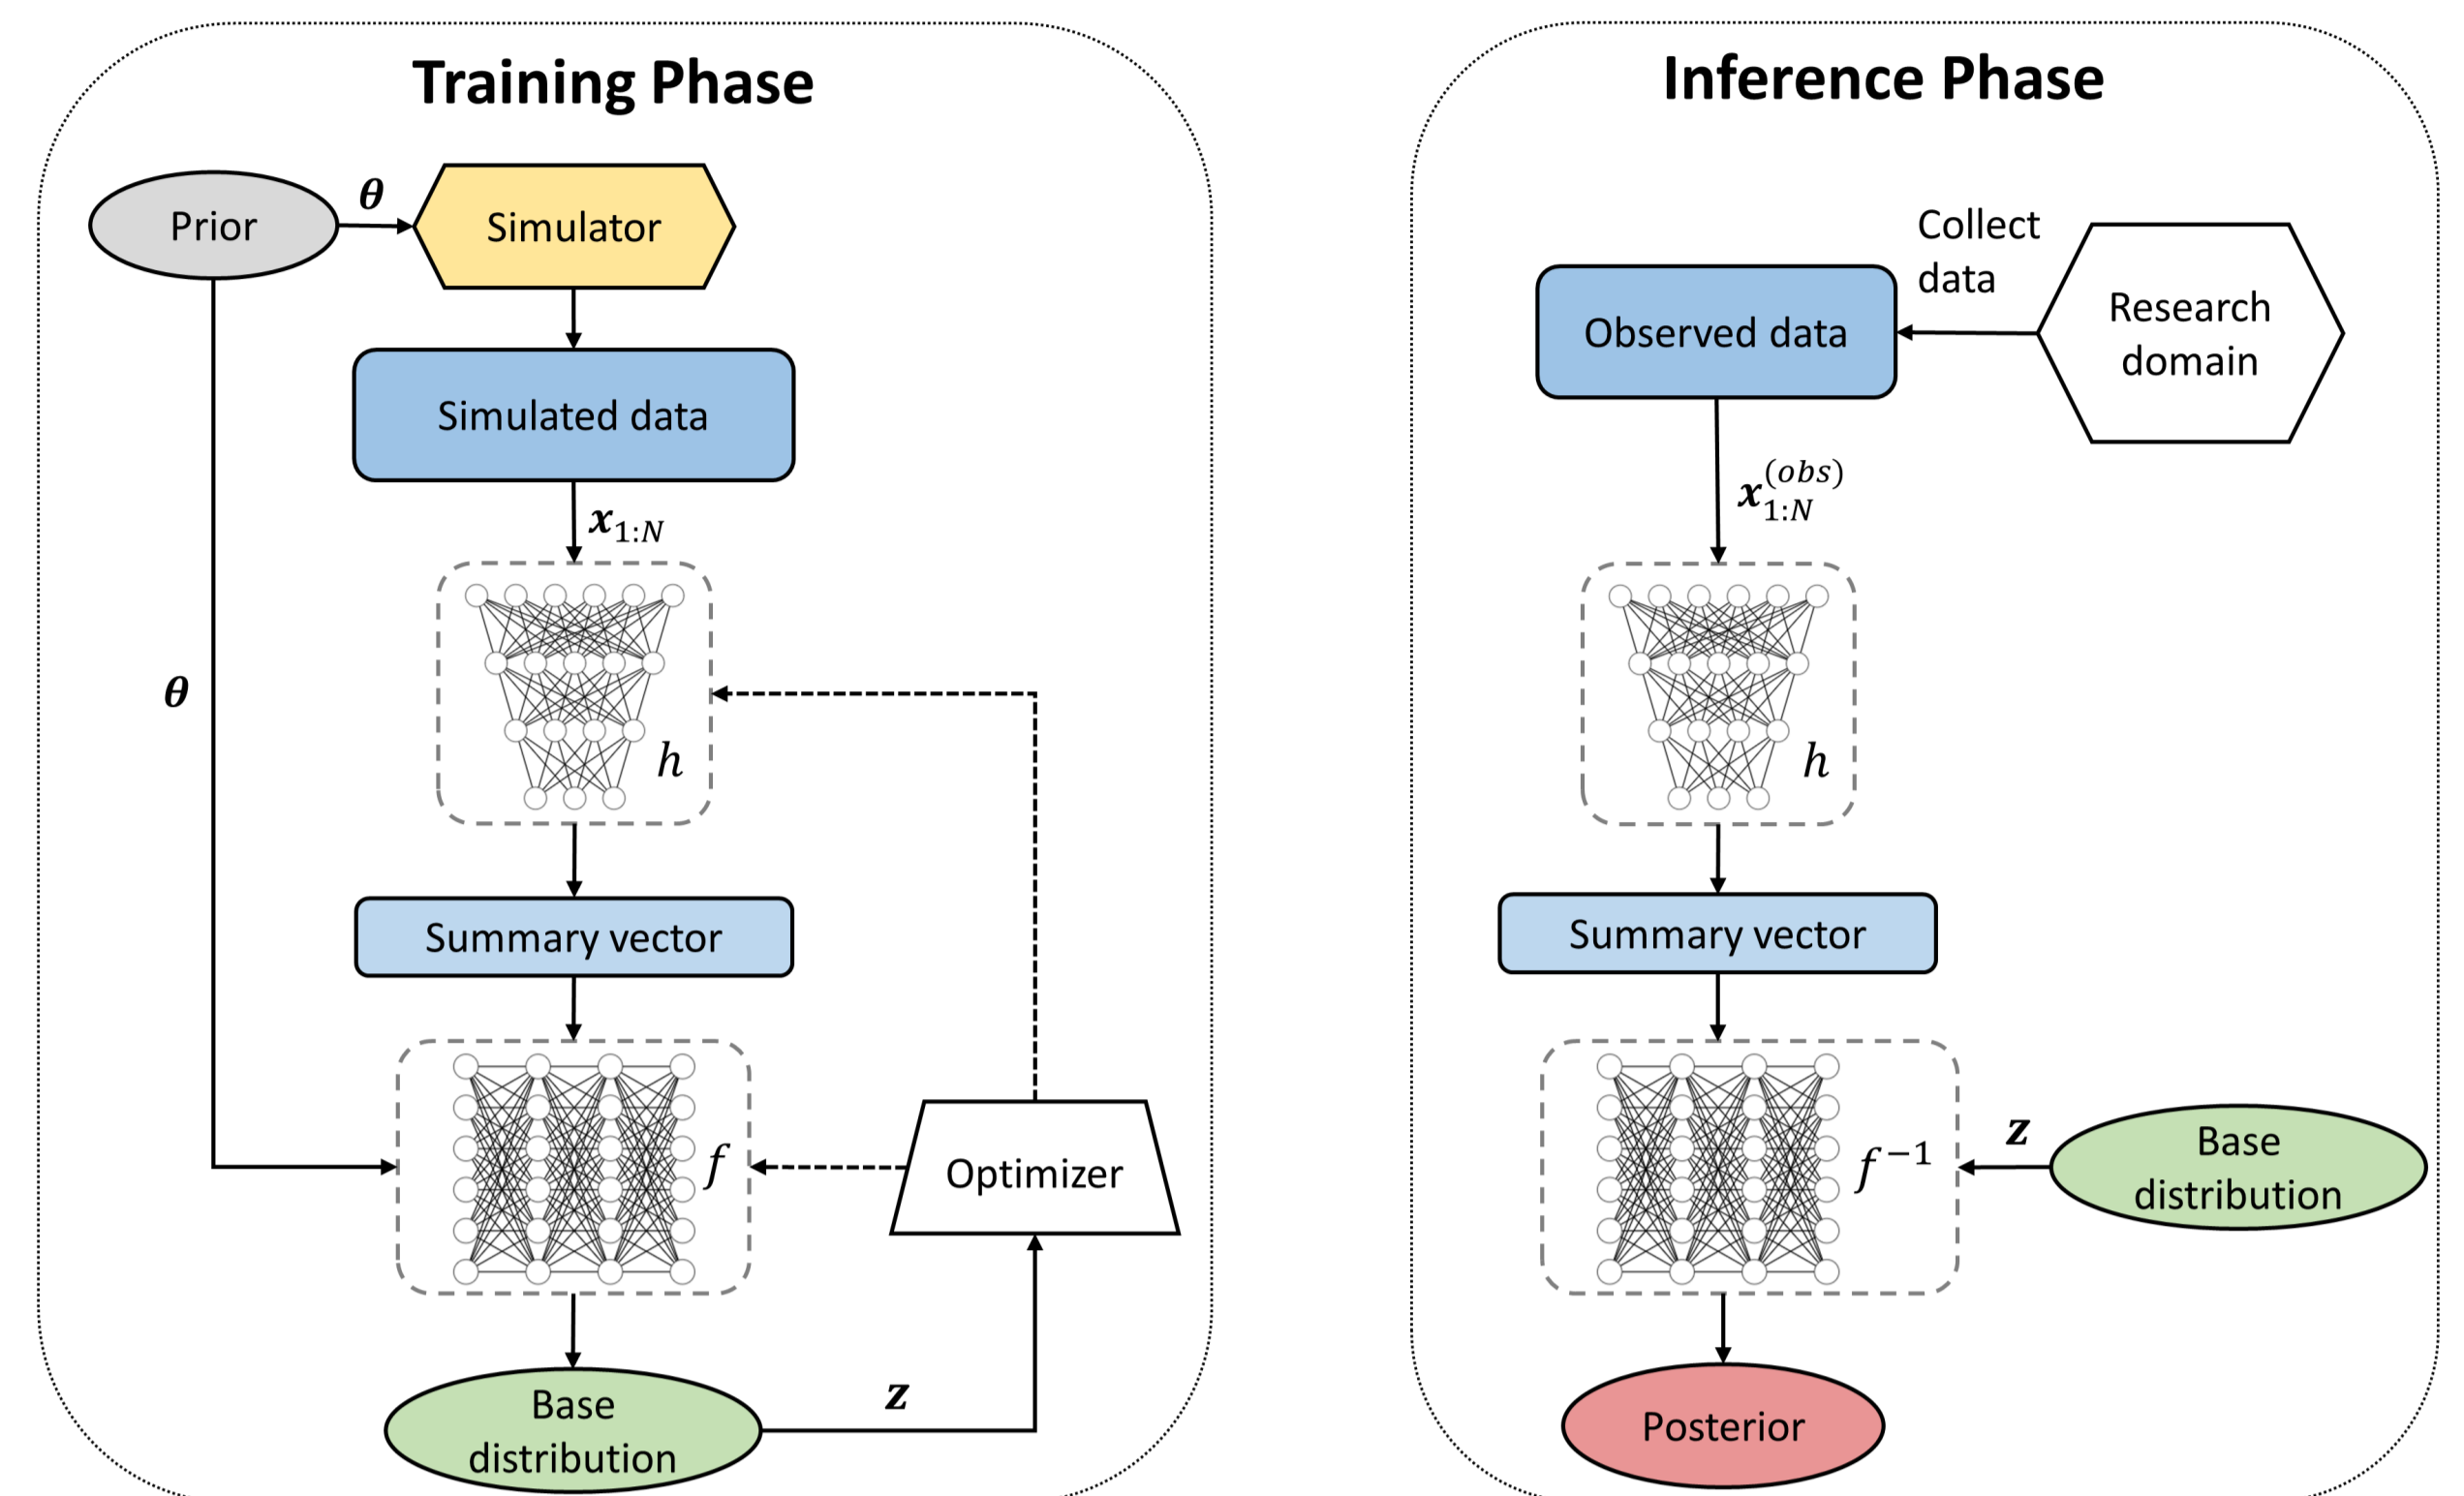 Training Phase
Prior
θ
Simulator
Simulated data
x1:N
h
θ
Summary vector
f
Optimizer
Base
distribution
z
Inference Phase
Collect
data
Research
domain
Observed data
x1:N(obs)
h
Summary vector
f−1
z
Base
distribution
Posterior